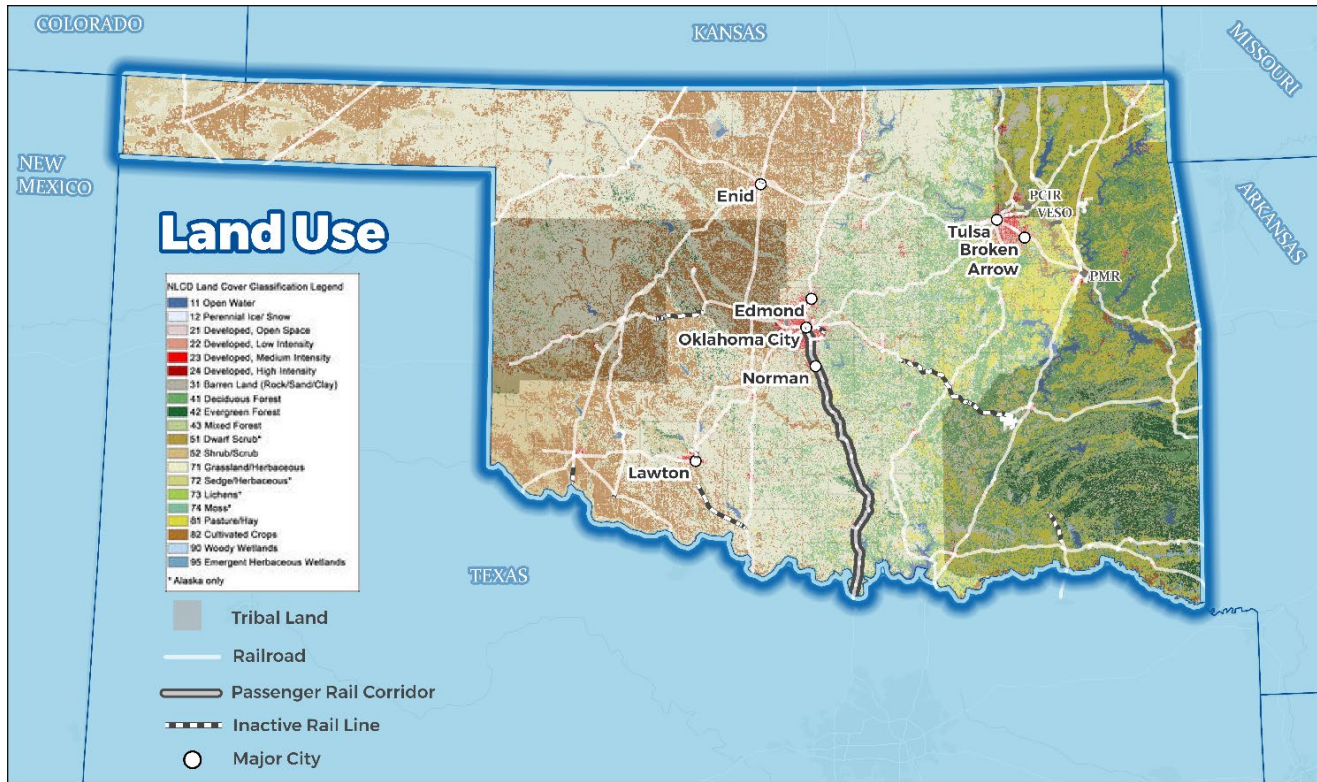 COLORADO
KANSAS
MISSOURI
NEW
MEXICO
ARKANSAS
TEXAS
Enid
PCIR
VESO
Tulsa
Broken
Arrow
PMR
Edmond
Oklahoma City
Norman
Lawton
Land Use
NLCD Land Cover Classification Legend
11 Open Water
12 Perennial Ice/ Snow
21 Developed, Open Space
22 Developed, Low Intensity
23 Developed, Medium Intensity
24 Developed, High Intensity
31 Barren Land (Rock/Sand/Clay)
41 Deciduous Forest
42 Evergreen Forest
43 Mixed Forest
51 Dwarf Scrub*
52 Shrub/Scrub
71 Grassland/Herbaceous
72 Sedge/Herbaceous*
73 Lichens*
74 Moss*
81 Pasture/Hay
82 Cultivated Crops
90 Woody Wetlands
95 Emergent Herbaceous Wetlands
* Alaska only
Tribal Land
Railroad
Passenger Rail Corridor
Inactive Rail Line
Major City